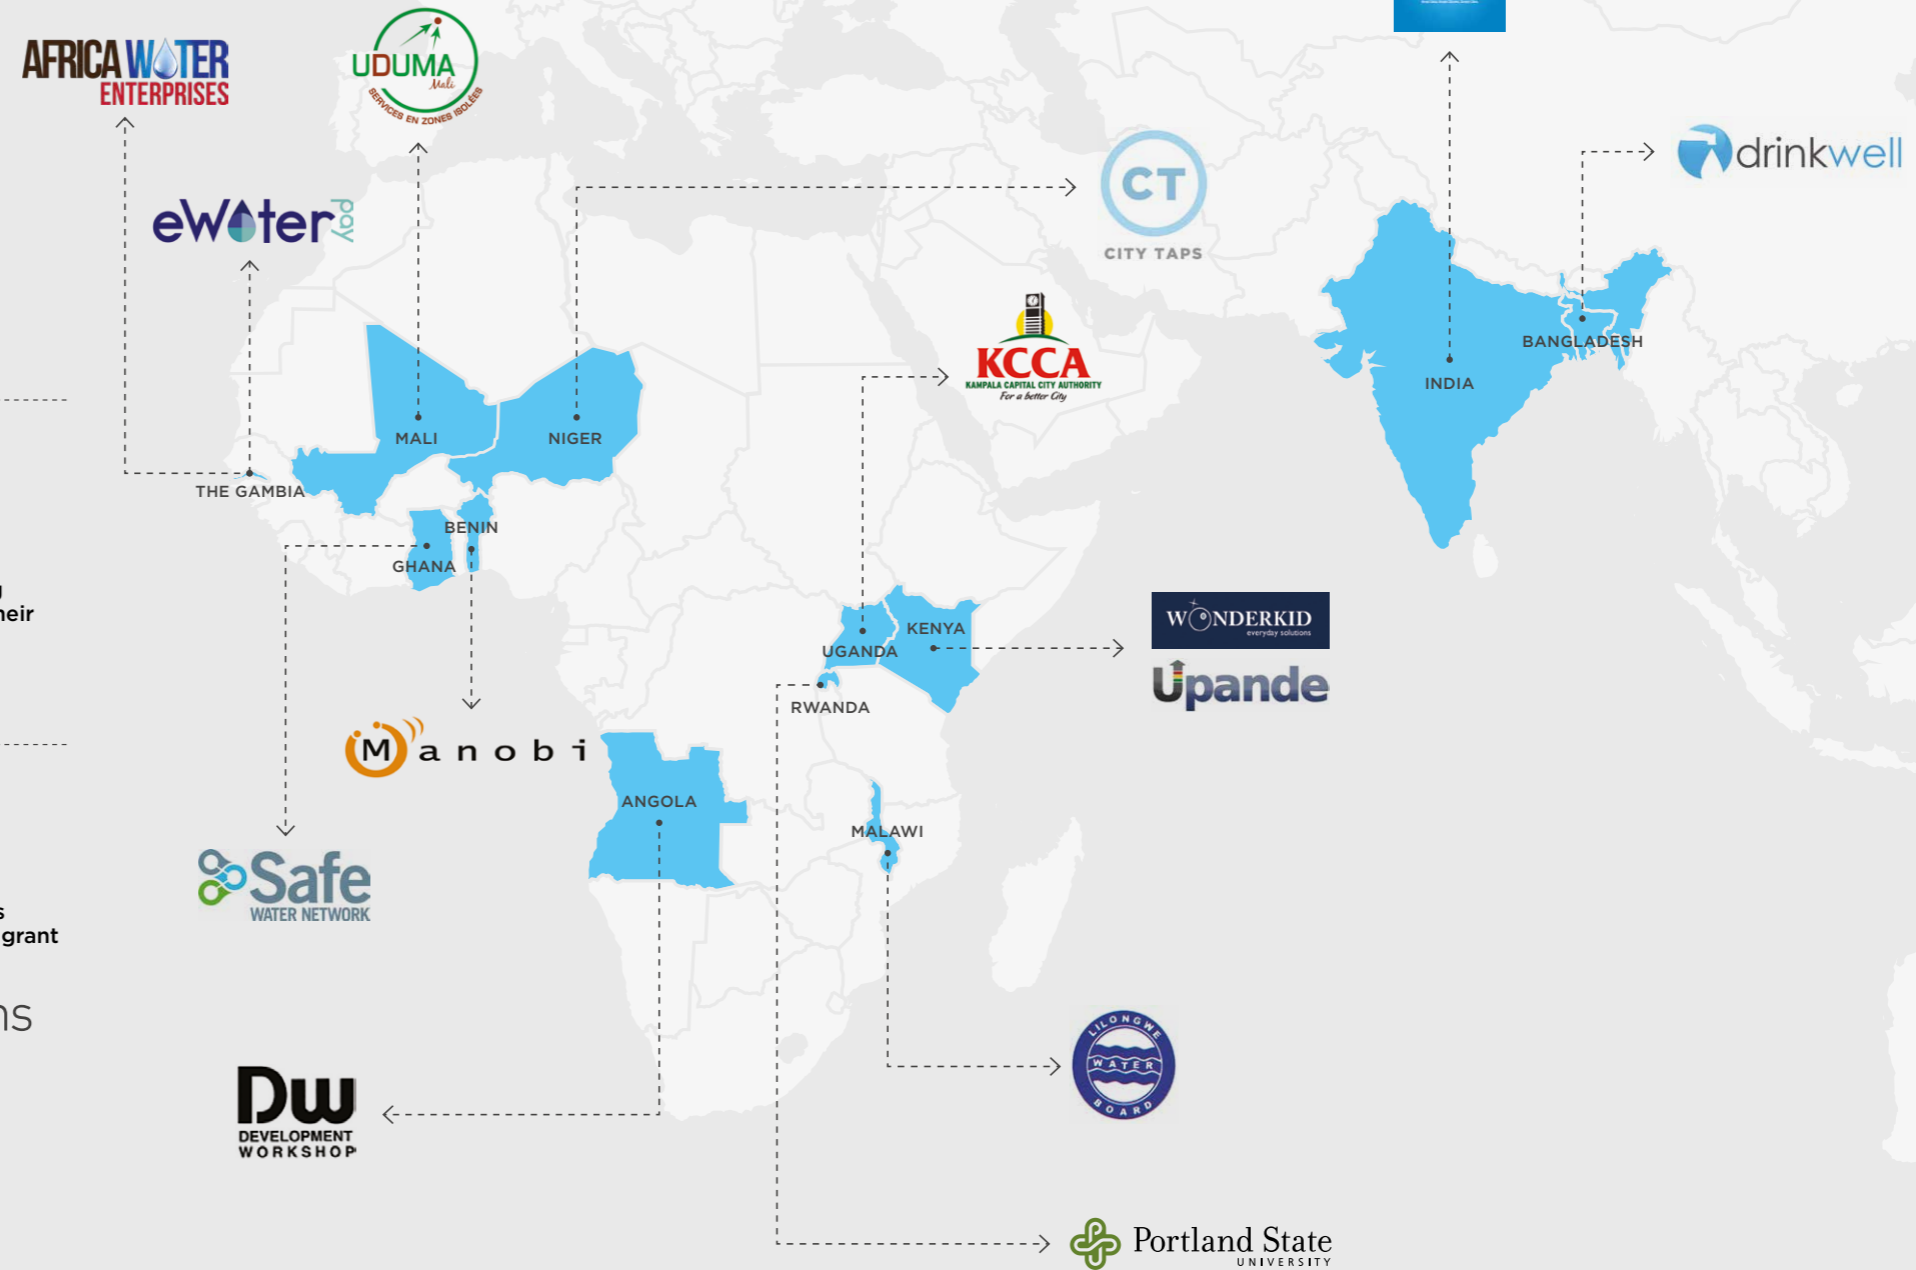 AFRICA WATER
ENTERPRISES
UDUMA
Mali
SERVICES EN ZONES ISOLÉES
eWater pay
CT
CITY TAPS
drinkwell
KCCA
KAMPALA CAPITAL CITY AUTHORITY
For a better City
BANGLADESH
INDIA
MALI
NIGER
THE GAMBIA
BENIN
GHANA
heir
KENYA
UGANDA
RWANDA
WONDERKID
everyday solutions
Upande
Manobi
ANGOLA
MALAWI
Safe
WATER NETWORK
s
grant
ns
LILONGWE
WATER
BOARD
Dw
DEVELOPMENT
WORKSHOP
Portland State
UNIVERSITY